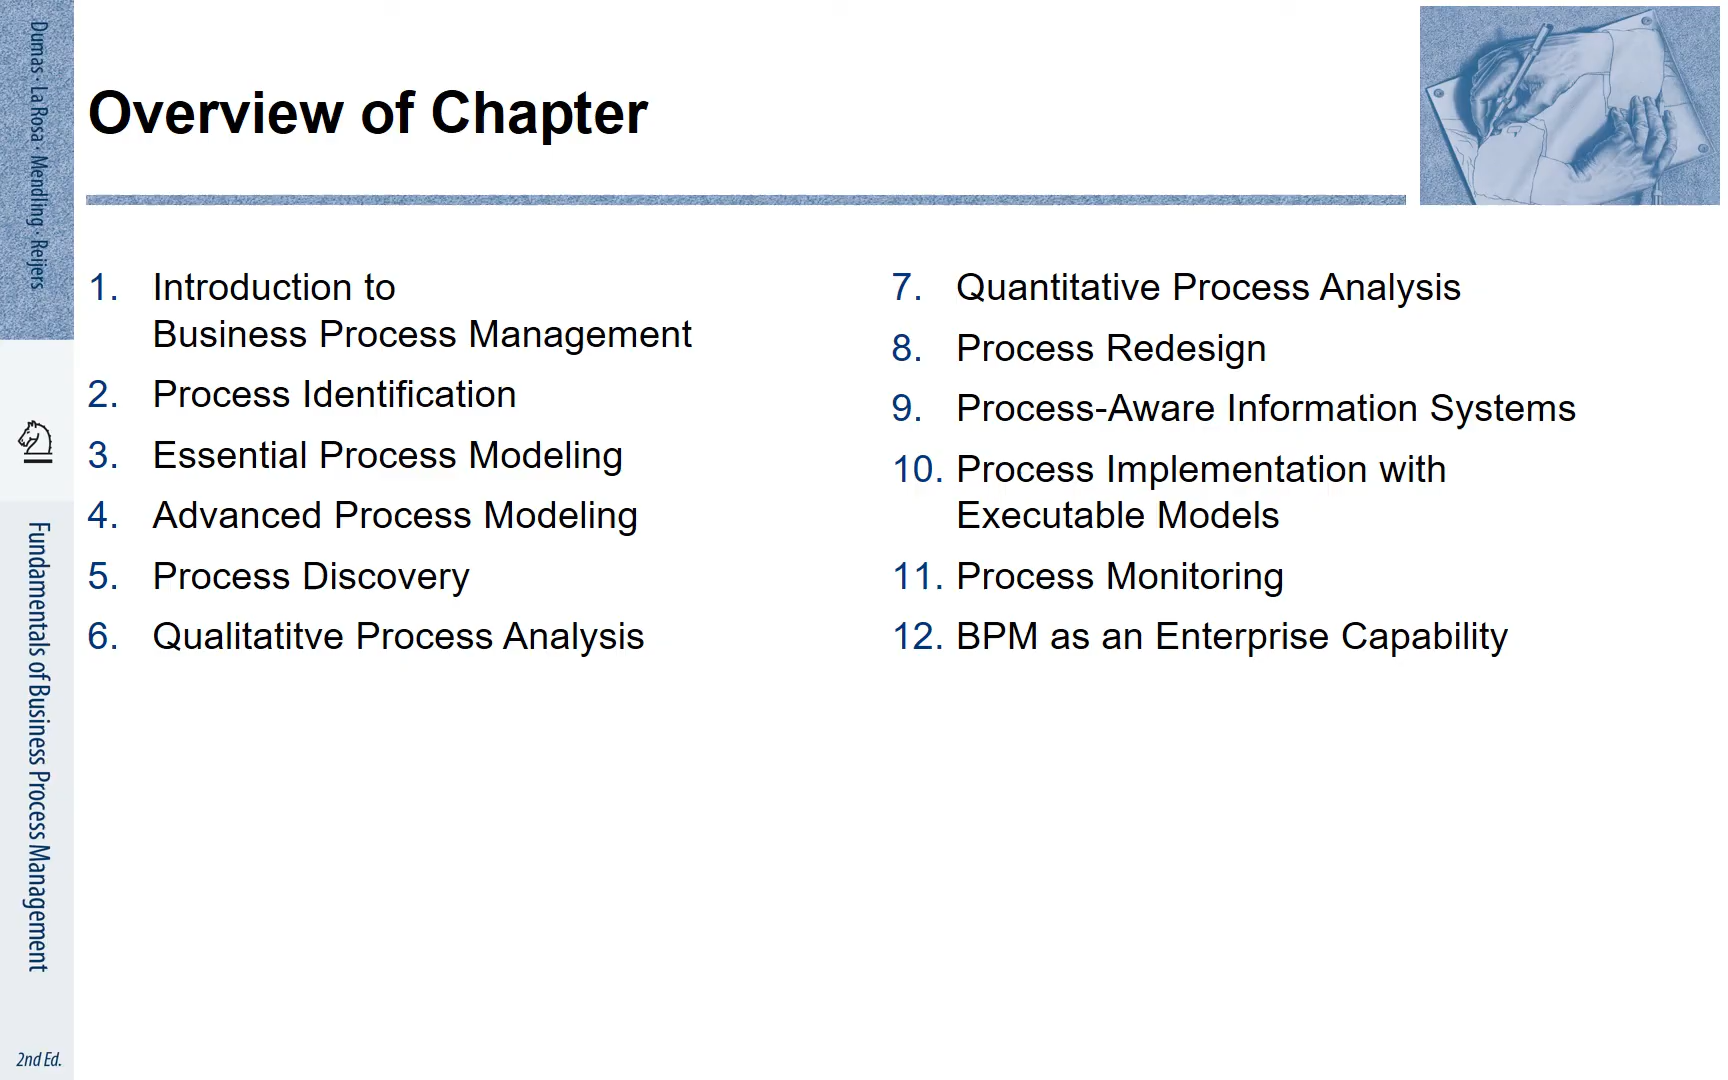 Dumas · La Rosa · Mendling · Reijers
Fundamentals of Business Process Management
2nd Ed.
Overview of Chapter
1. Introduction to
Business Process Management
2. Process Identification
3. Essential Process Modeling
4. Advanced Process Modeling
5. Process Discovery
6. Qualitatitve Process Analysis
7. Quantitative Process Analysis
8. Process Redesign
9. Process-Aware Information Systems
10. Process Implementation with
Executable Models
11. Process Monitoring
12. BPM as an Enterprise Capability